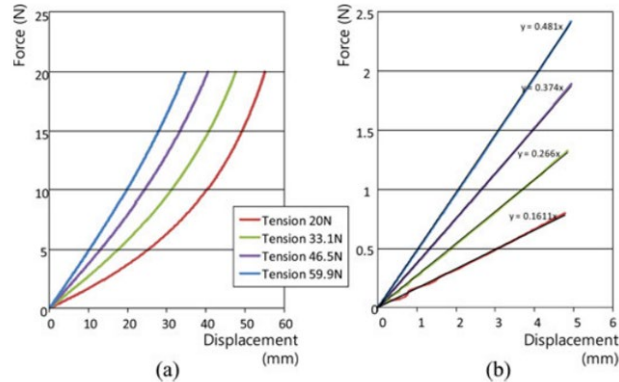 Force (N)
25
20
15
10
5
0
0 10 20 30 40 50 60
Displacement
(mm)
(a)
Tension 20N
Tension 33.1N
Tension 46.5N
Tension 59.9N
Force (N)
2.5
2
1.5
1
0.5
0
0 1 2 3 4 5 6
Displacement
(mm)
(b)
y = 0.481x
y = 0.374x
y = 0.266x
y = 0.1611x